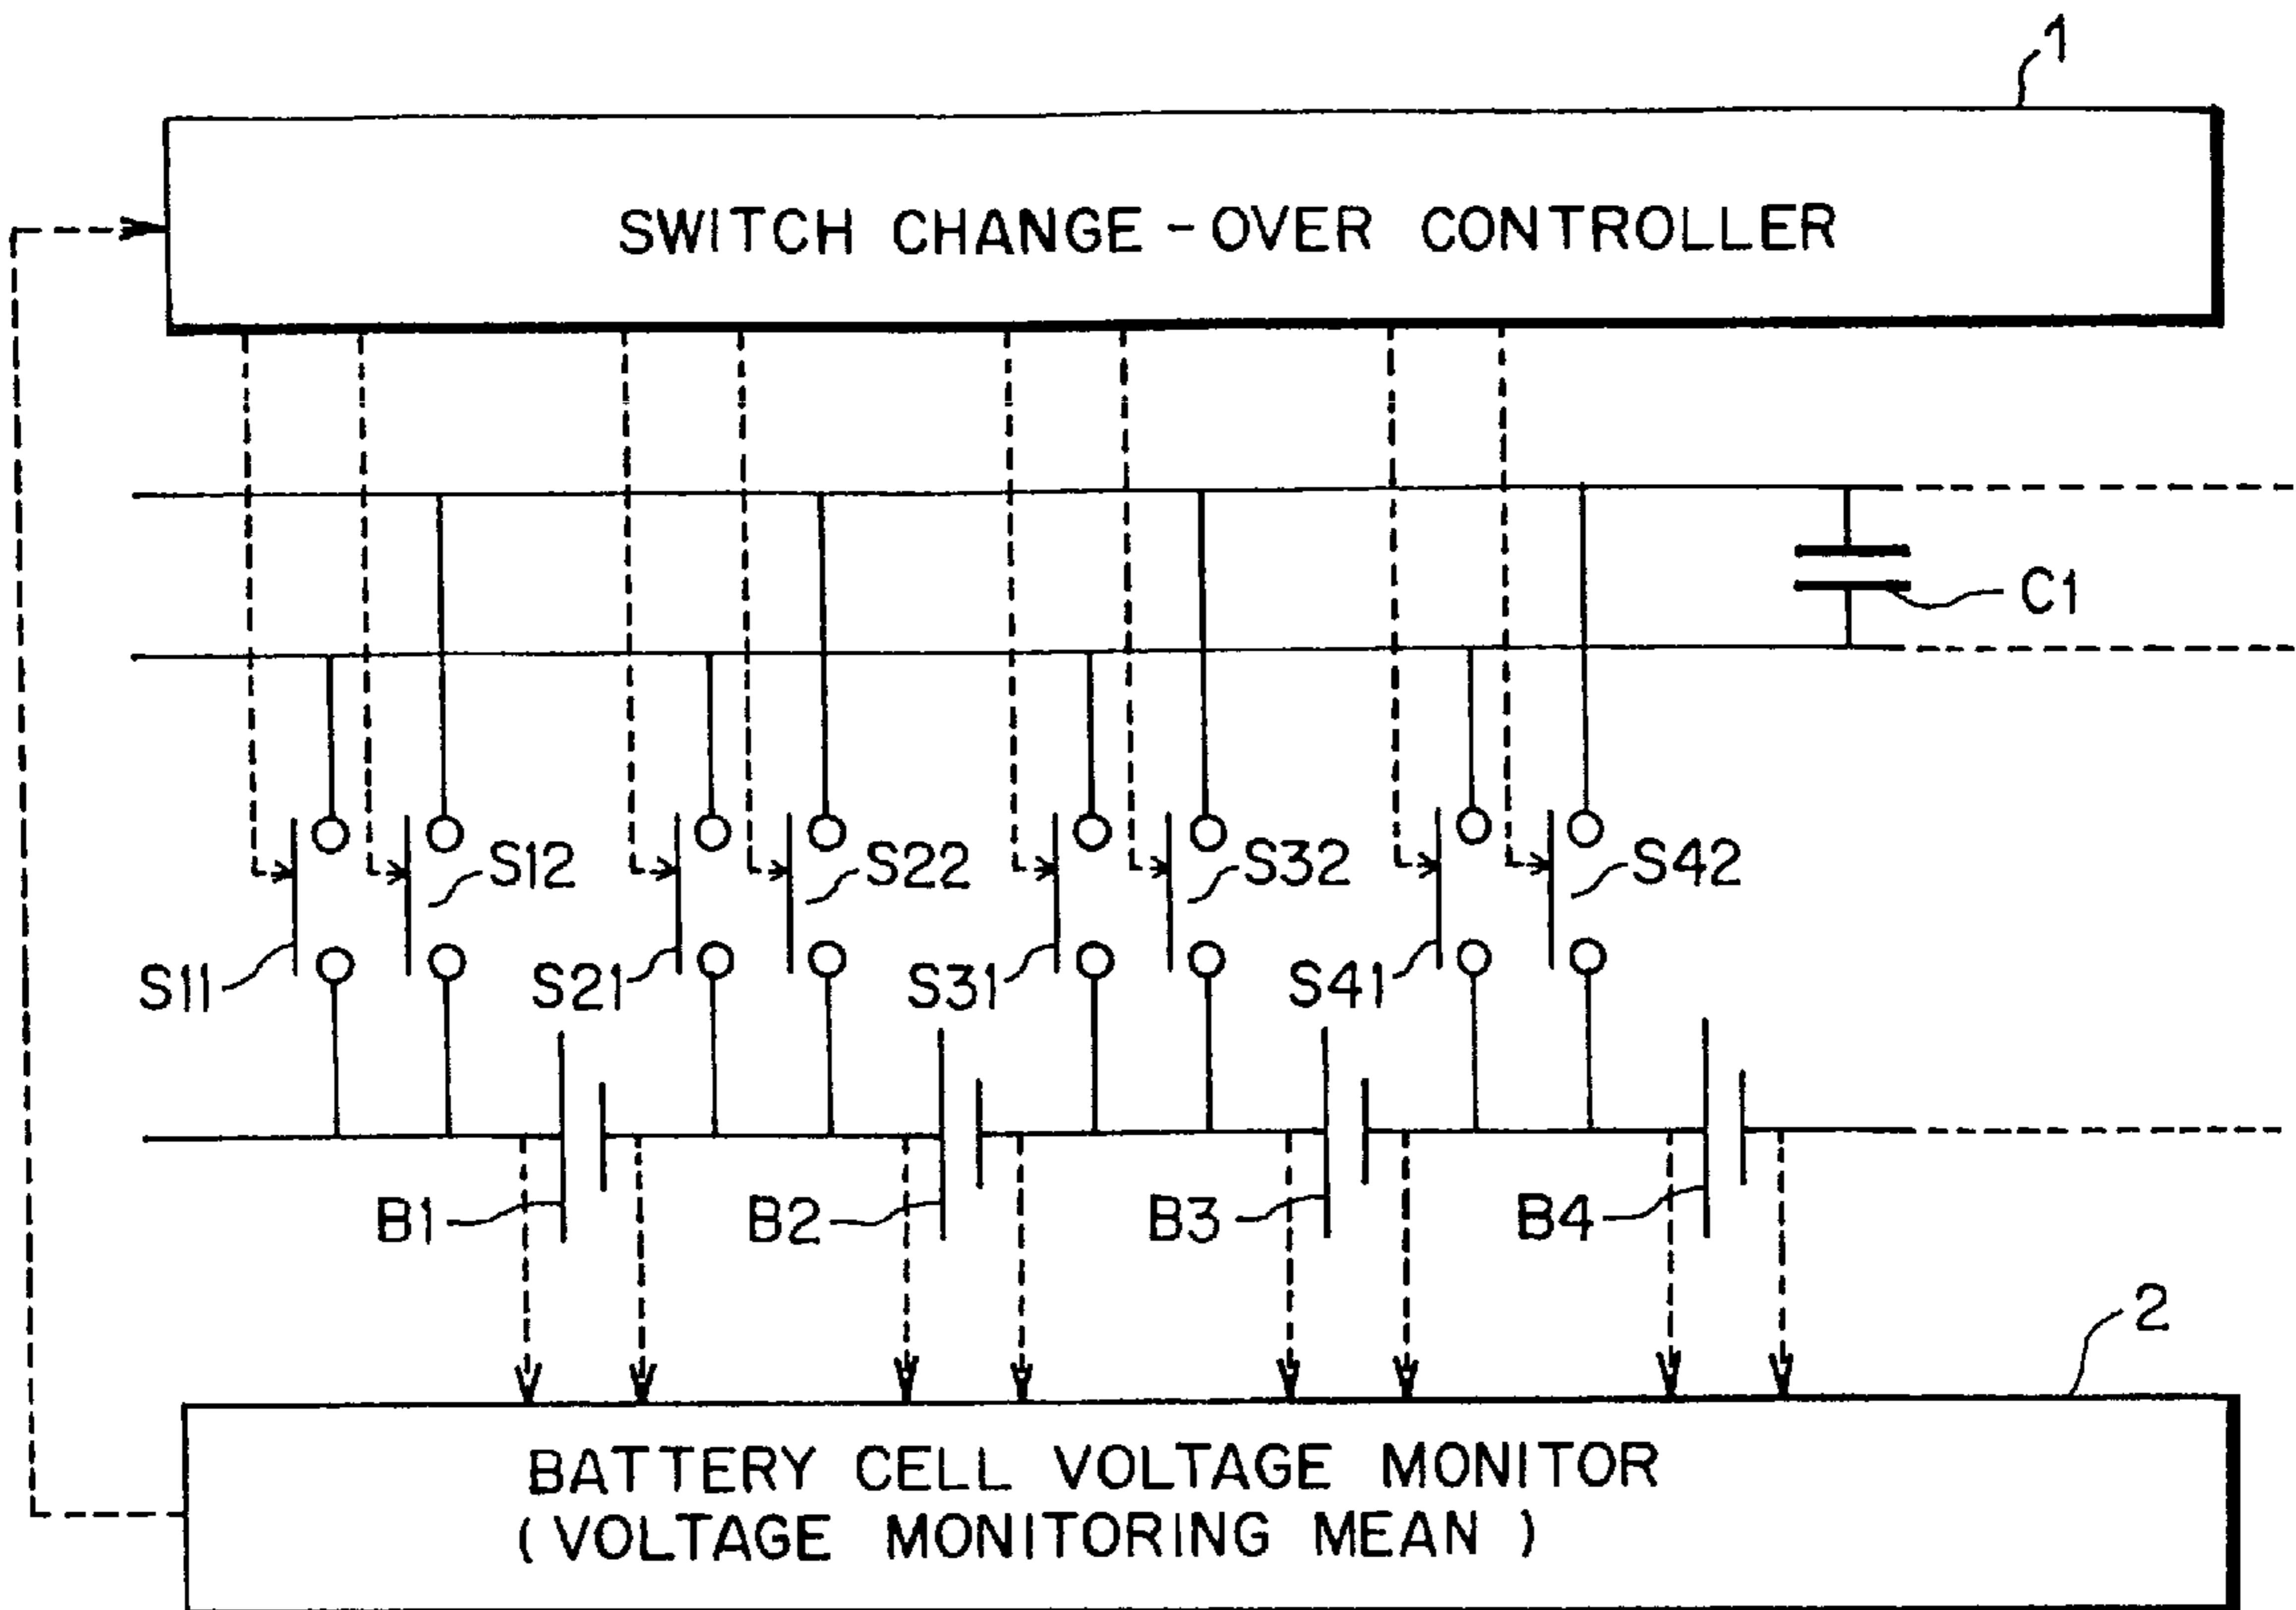 1
SWITCH CHANGE-OVER CONTROLLER
C1
S12
S22
S32
S42
S11
S21
S31
S41
B1
B2
B3
B4
2
BATTERY CELL VOLTAGE MONITOR
(VOLTAGE MONITORING MEAN)